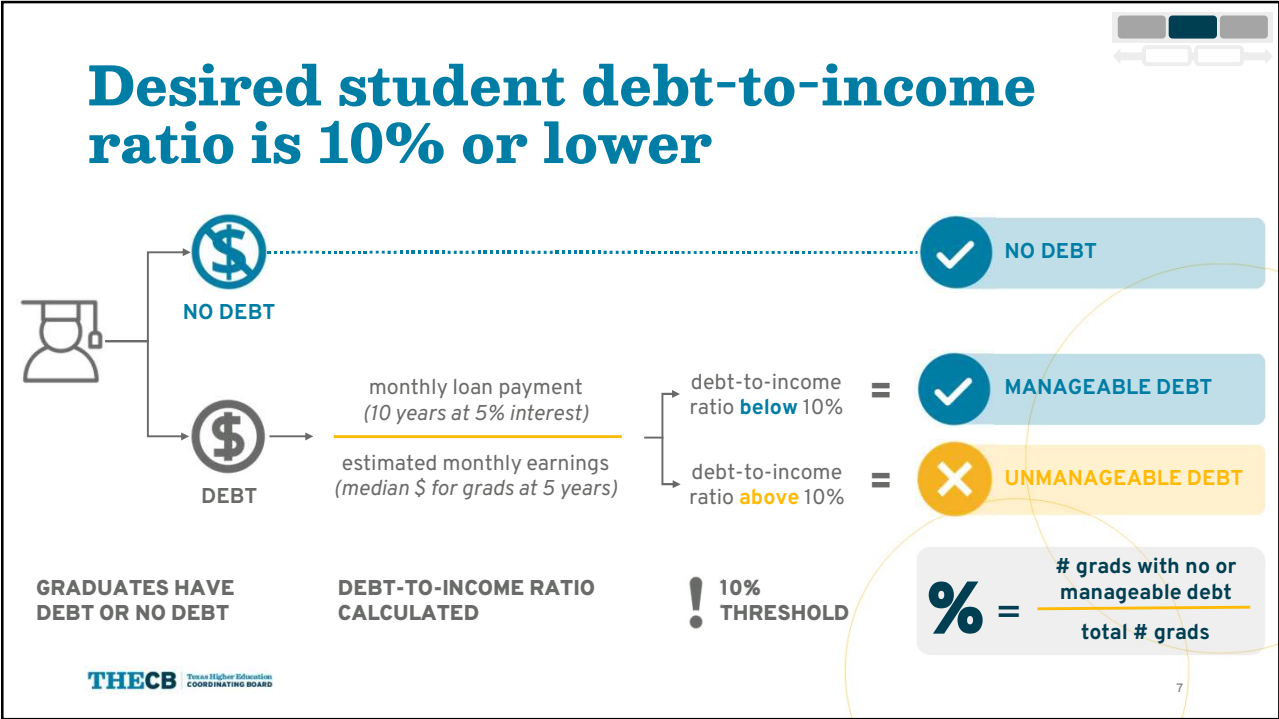 Desired student debt-to-income
ratio is 10% or lower
NO DEBT
NO DEBT
monthly loan payment
(10 years at 5% interest)
estimated monthly earnings
(median $ for grads at 5 years)
DEBT
debt-to-income
ratio below 10%
=
MANAGEABLE DEBT
debt-to-income
ratio above 10%
=
UNMANAGEABLE DEBT
GRADUATES HAVE
DEBT OR NO DEBT
DEBT-TO-INCOME RATIO
CALCULATED
!
10%
THRESHOLD
% =
# grads with no or
manageable debt
total # grads
THECB
Texas Higher Education
COORDINATING BOARD
7